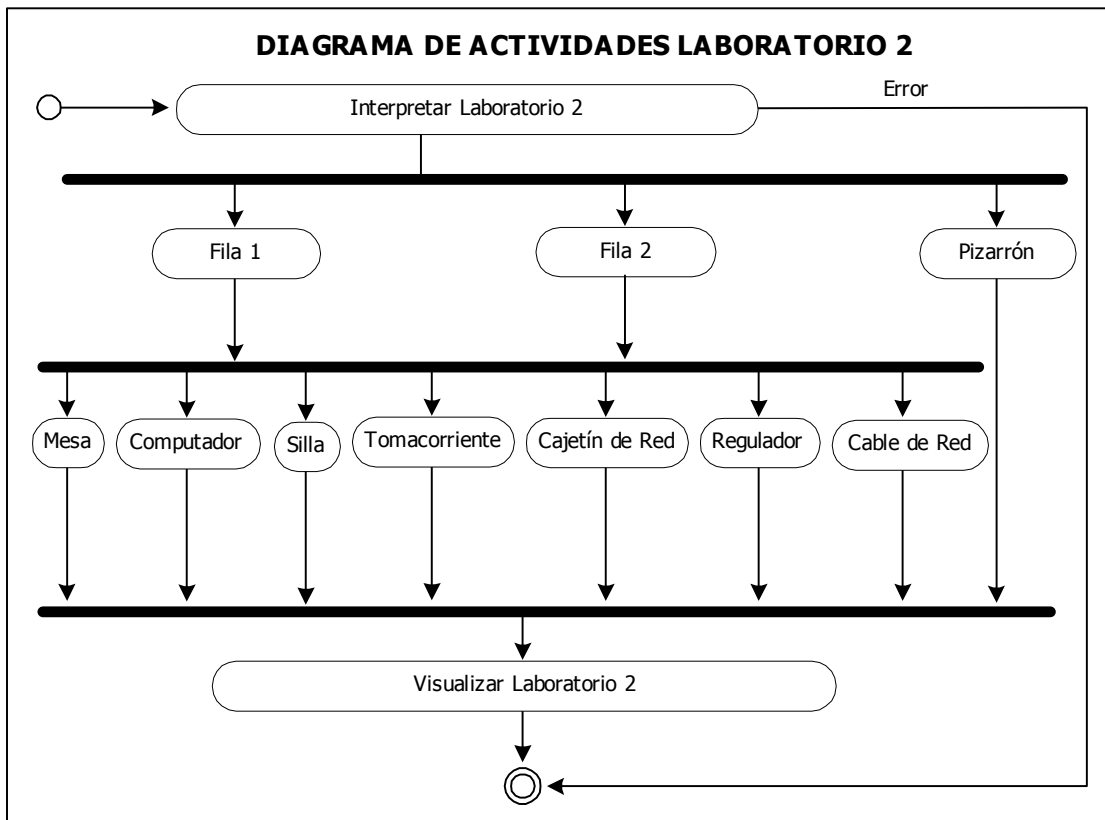 DIAGRAMA DE ACTIVIDADES LABORATORIO 2
Error
Interpretar Laboratorio 2
Fila 1
Fila 2
Pizarrón
Mesa
Computador
Silla
Tomacorriente
Cajetín de Red
Regulador
Cable de Red
Visualizar Laboratorio 2